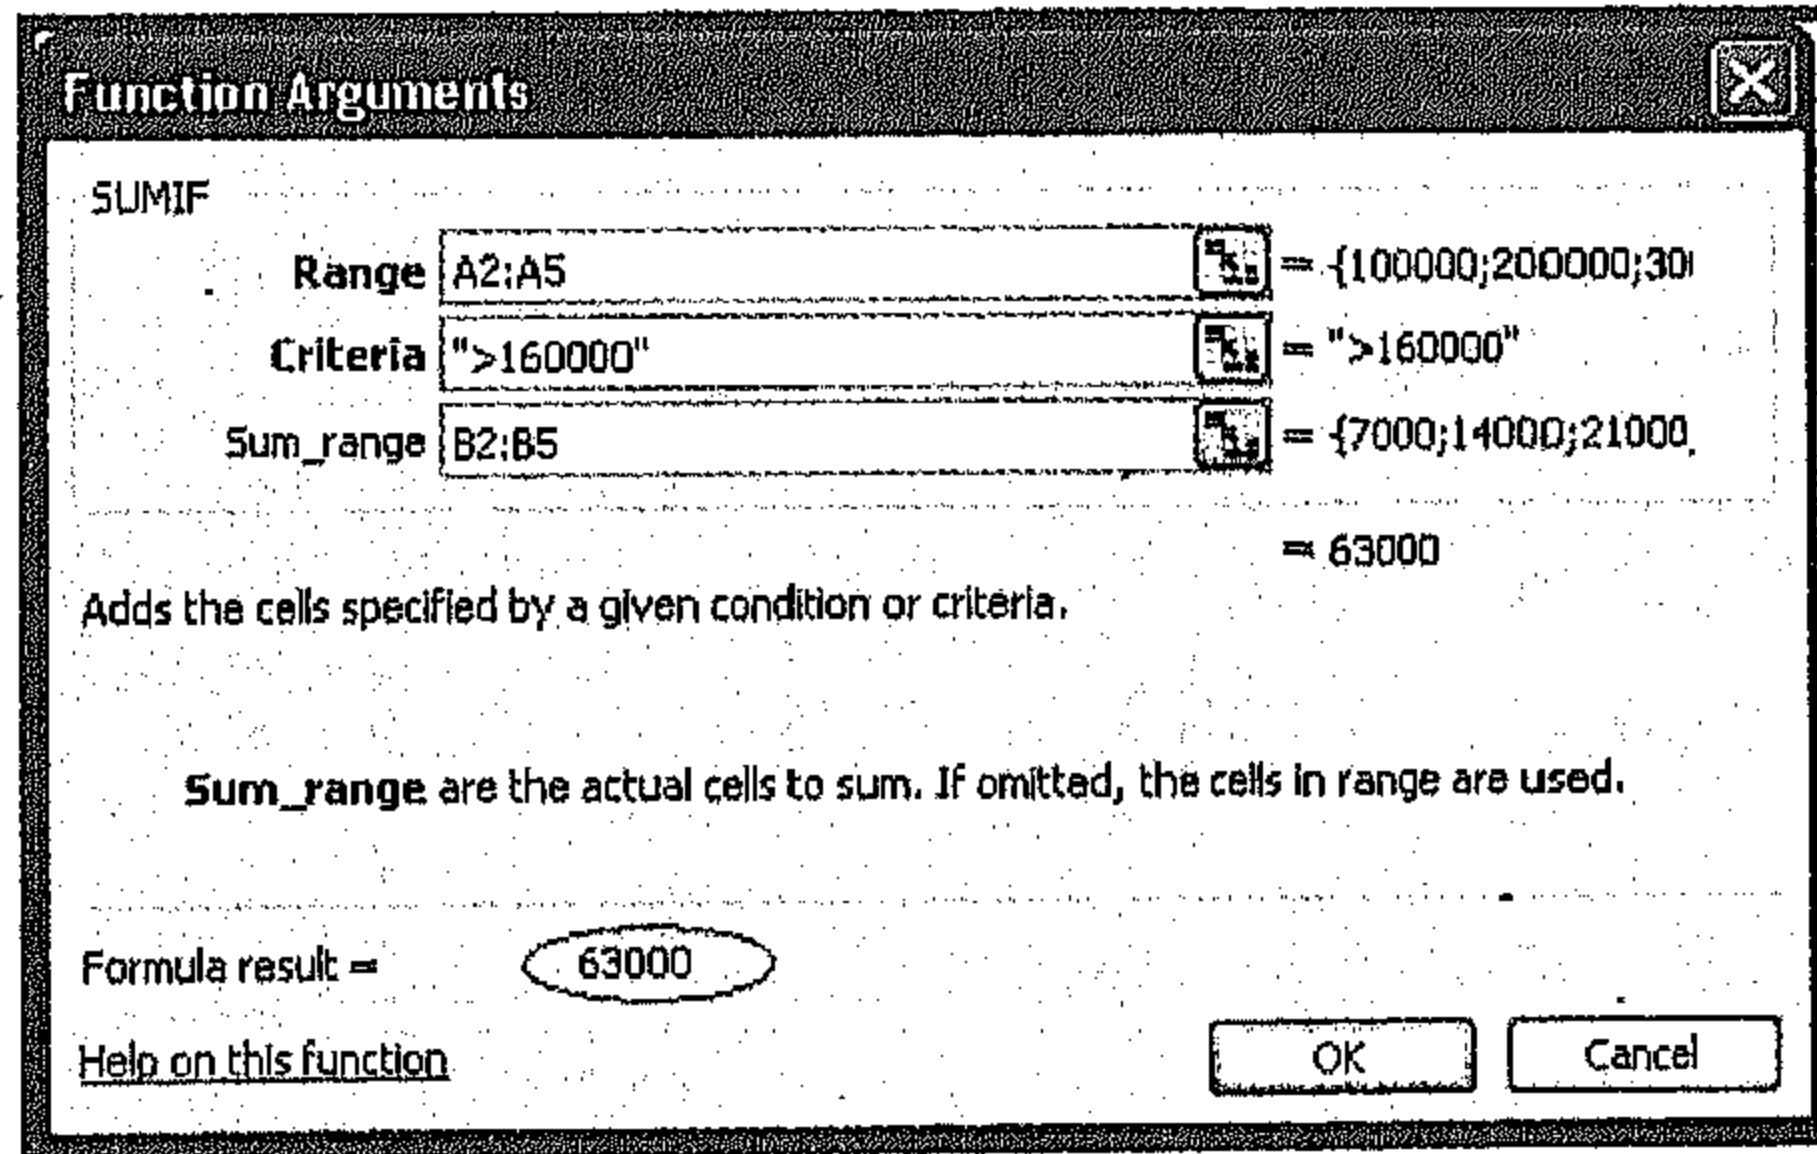 Function Arguments
SUMIF
Range A2:A5 = {100000;200000;30
Criteria ">160000" = ">160000"
Sum_range B2:B5 = {7000;14000;21000
= 63000
Adds the cells specified by a given condition or criteria.
Sum_range are the actual cells to sum. If omitted, the cells in range are used.
Formula result = 63000
Help on this function OK Cancel